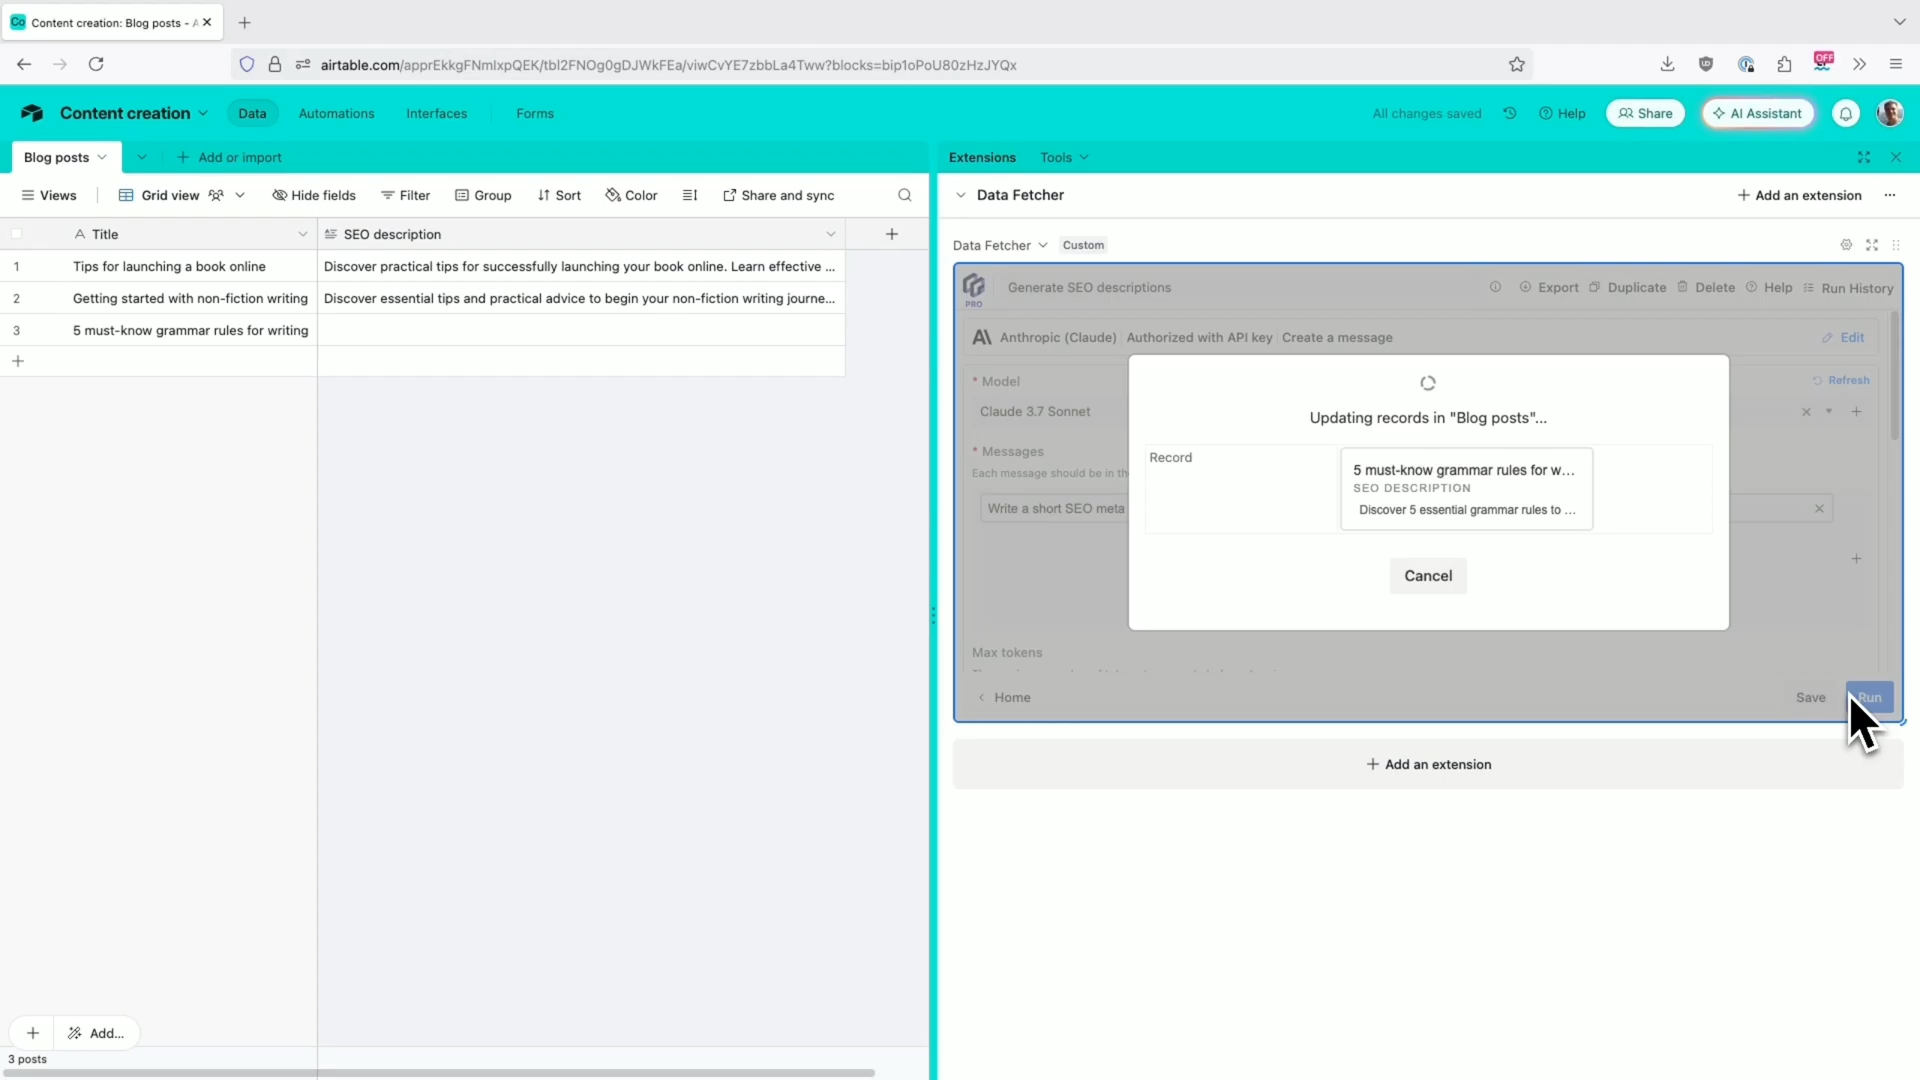 Content creation: Blog posts - A
airtable.com/apprEkkgFNmlxpQEK/tbl2FNOg0gDJWkFEa/viwCvYE7zbbLa4Tww?blocks=bip1oPoU80zHzJYQx
OFF
Content creation
Data
Automations
Interfaces
Forms
All changes saved
Help
Share
AI Assistant
Blog posts
Add or import
Extensions
Tools
Views
Grid view
Hide fields
Filter
Group
Sort
Color
Share and sync
Data Fetcher
Add an extension
Title
SEO description
1 Tips for launching a book online Discover practical tips for successfully launching your book online. Learn effective ...
2 Getting started with non-fiction writing Discover essential tips and practical advice to begin your non-fiction writing journe...
3 5 must-know grammar rules for writing
Data Fetcher
Custom
PRO
Generate SEO descriptions
Export
Duplicate
Delete
Help
Run History
Anthropic (Claude) Authorized with API key Create a message
Edit
* Model
Refresh
Claude 3.7 Sonnet
* Messages
Each message should be in th
Write a short SEO meta
Updating records in "Blog posts"...
Record
5 must-know grammar rules for w...
SEO DESCRIPTION
Discover 5 essential grammar rules to ...
Cancel
Max tokens
Home
Save
Run
Add an extension
Add...
3 posts